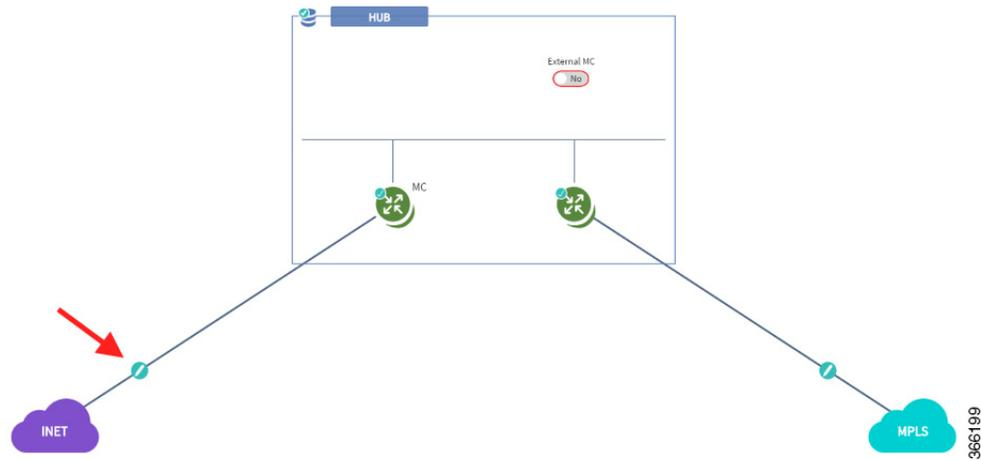 HUB
External MC
No
MC
INET
MPLS
366199